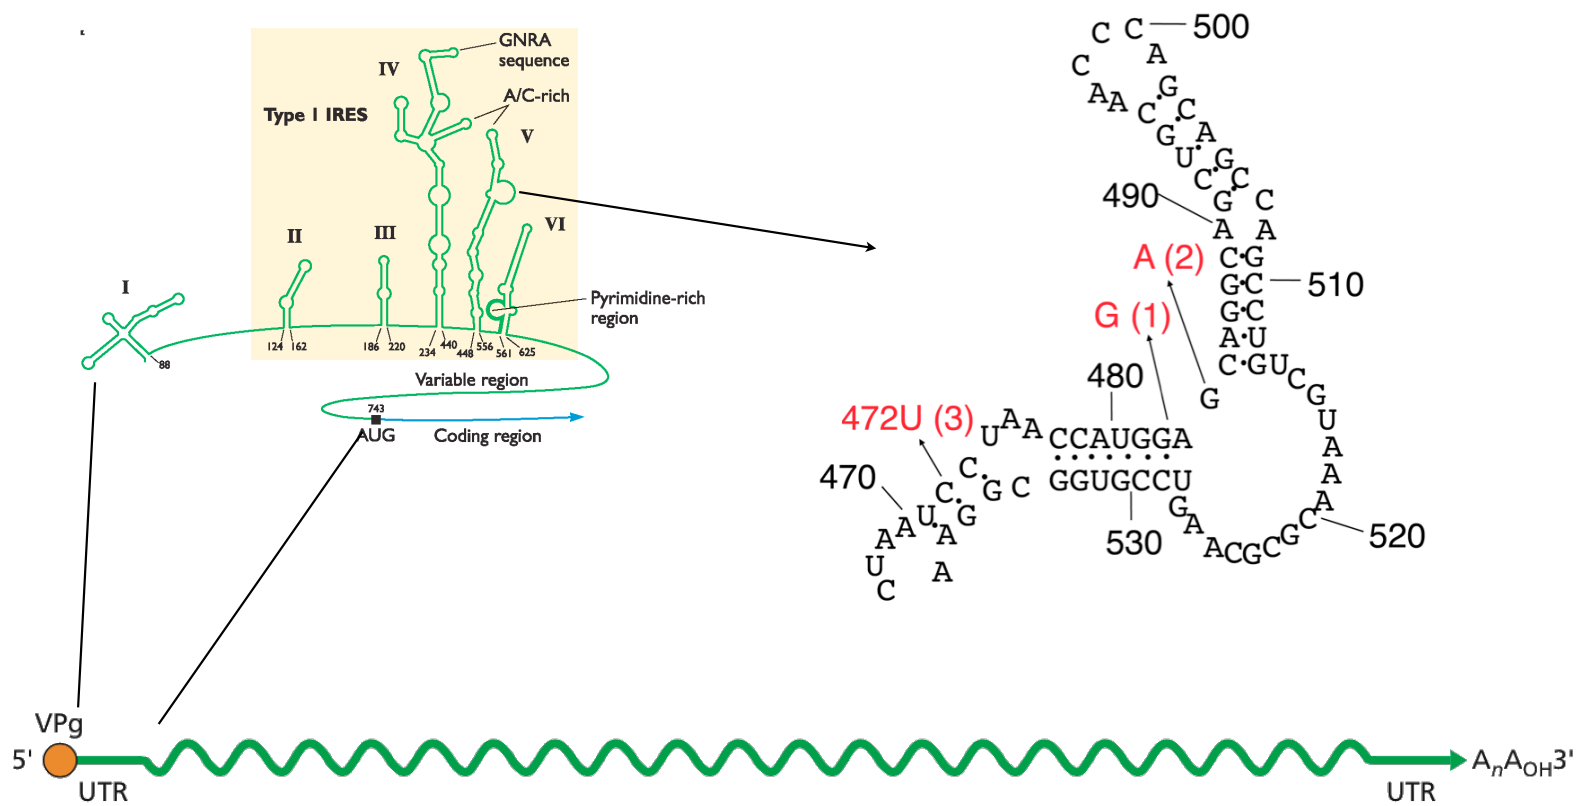 GNRA
sequence
IV
A/C-rich
Type I IRES
V
VI
II
III
I
Pyrimidine-rich
region
124 162
186 220
234 440
448 556
561 625
88
Variable region
743
AUG
Coding region
C C 500
C A
A A C G
G C
U A
C G
G C
490 A C
A
A (2) C G
G C 510
G (1) G C
A U
C G U C G U A A A C 520
480 G
472U (3) U A A C C A U G G A
470 C C G C G G U G C C U
U C G G A A C G C G
A A A 530
U A
C
VPg
5' UTR UTR AnAOH3'